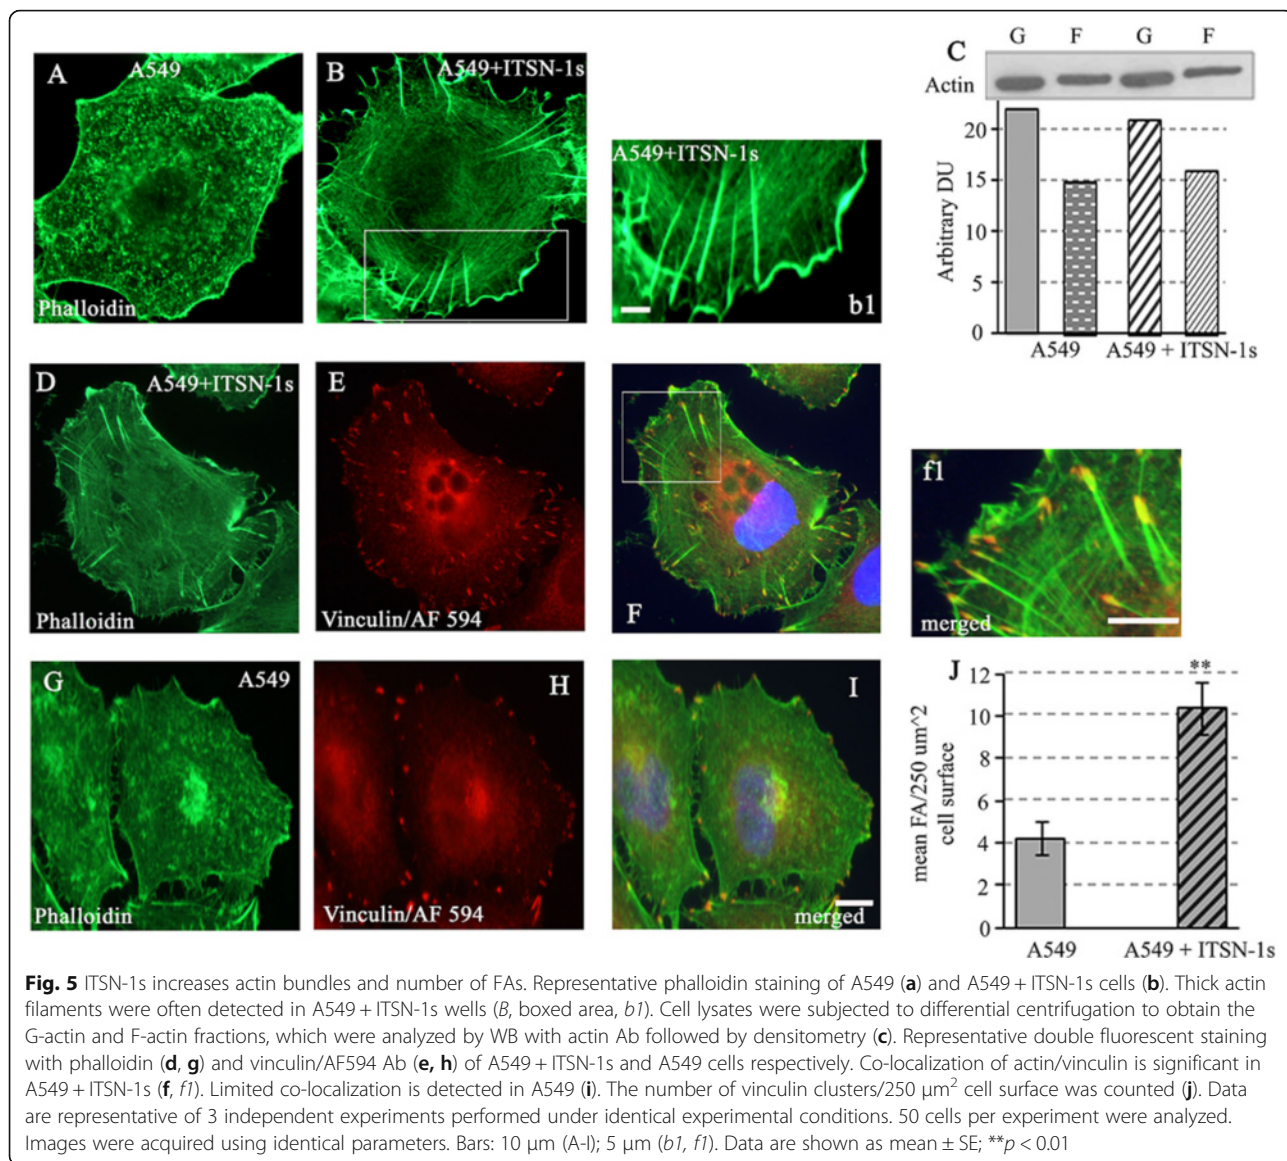 A
A549
Phalloidin
B
A549+ITSN-1s
A549+ITSN-1s
b1
C
G F G F
Actin
Arbitrary DU
20
15
10
5
0
A549 A549 + ITSN-1s
D
A549+ITSN-1s
Phalloidin
E
Vinculin/AF 594
F
f1
merged
G
A549
Phalloidin
H
Vinculin/AF 594
I
merged
J
**
mean FA/250 um^2
cell surface
12
10
8
6
4
2
0
A549 A549 + ITSN-1s
Fig. 5 ITSN-1s increases actin bundles and number of FAs. Representative phalloidin staining of A549 (a) and A549 + ITSN-1s cells (b). Thick actin
filaments were often detected in A549 + ITSN-1s wells (B, boxed area, b1). Cell lysates were subjected to differential centrifugation to obtain the
G-actin and F-actin fractions, which were analyzed by WB with actin Ab followed by densitometry (c). Representative double fluorescent staining
with phalloidin (d, g) and vinculin/AF594 Ab (e, h) of A549 + ITSN-1s and A549 cells respectively. Co-localization of actin/vinculin is significant in
A549 + ITSN-1s (f, f1). Limited co-localization is detected in A549 (i). The number of vinculin clusters/250 μm² cell surface was counted (j). Data
are representative of 3 independent experiments performed under identical experimental conditions. 50 cells per experiment were analyzed.
Images were acquired using identical parameters. Bars: 10 μm (A-I); 5 μm (b1, f1). Data are shown as mean ± SE; **p < 0.01